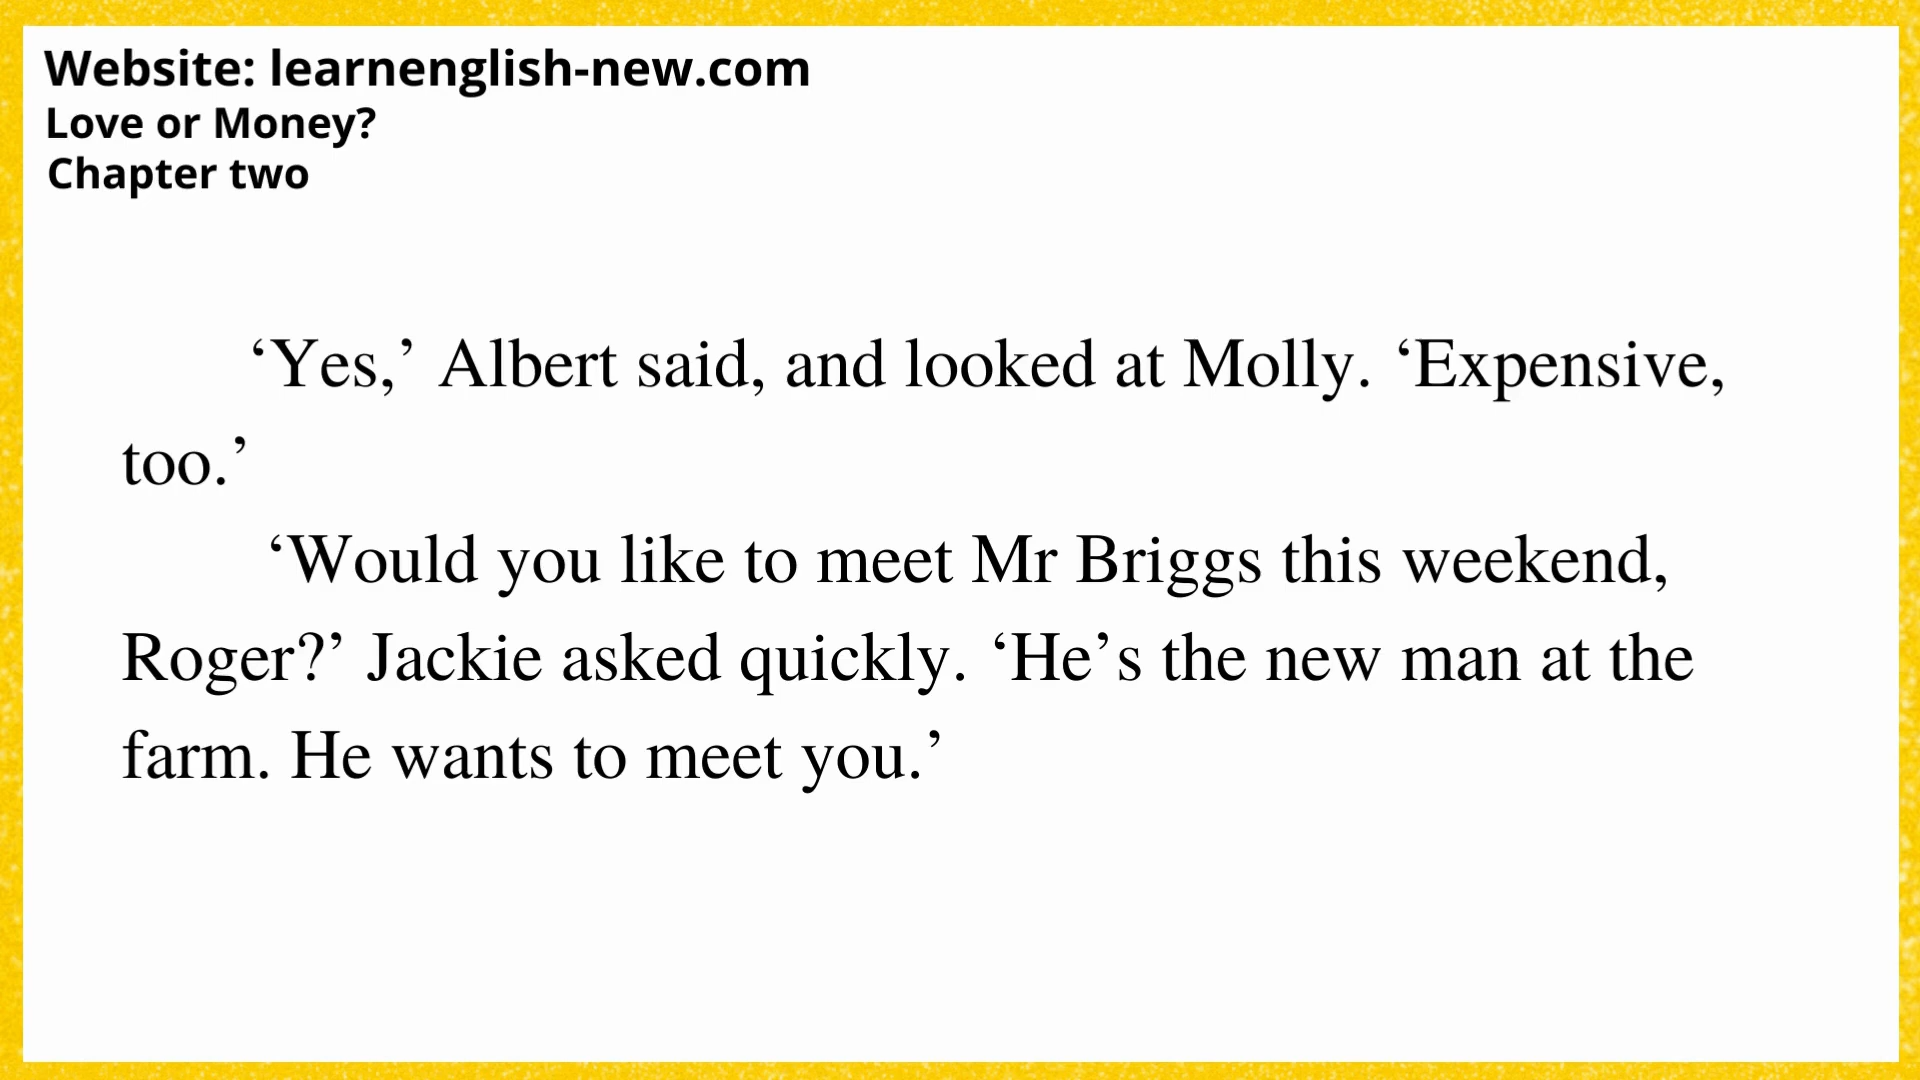 Website: learnenglish-new.com
Love or Money?
Chapter two
‘Yes,’ Albert said, and looked at Molly. ‘Expensive,
too.’
‘Would you like to meet Mr Briggs this weekend,
Roger?’ Jackie asked quickly. ‘He’s the new man at the
farm. He wants to meet you.’